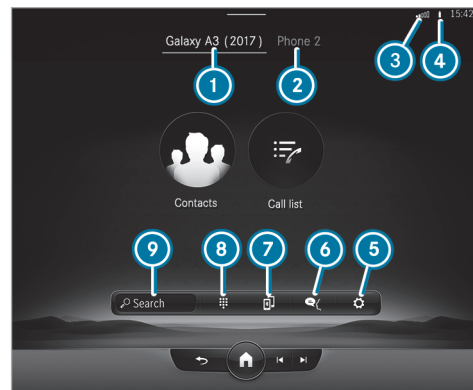 15:42
Galaxy A3 (2017) Phone 2
3 4
1 2
Contacts Call list
9 8 7 6 5
Search